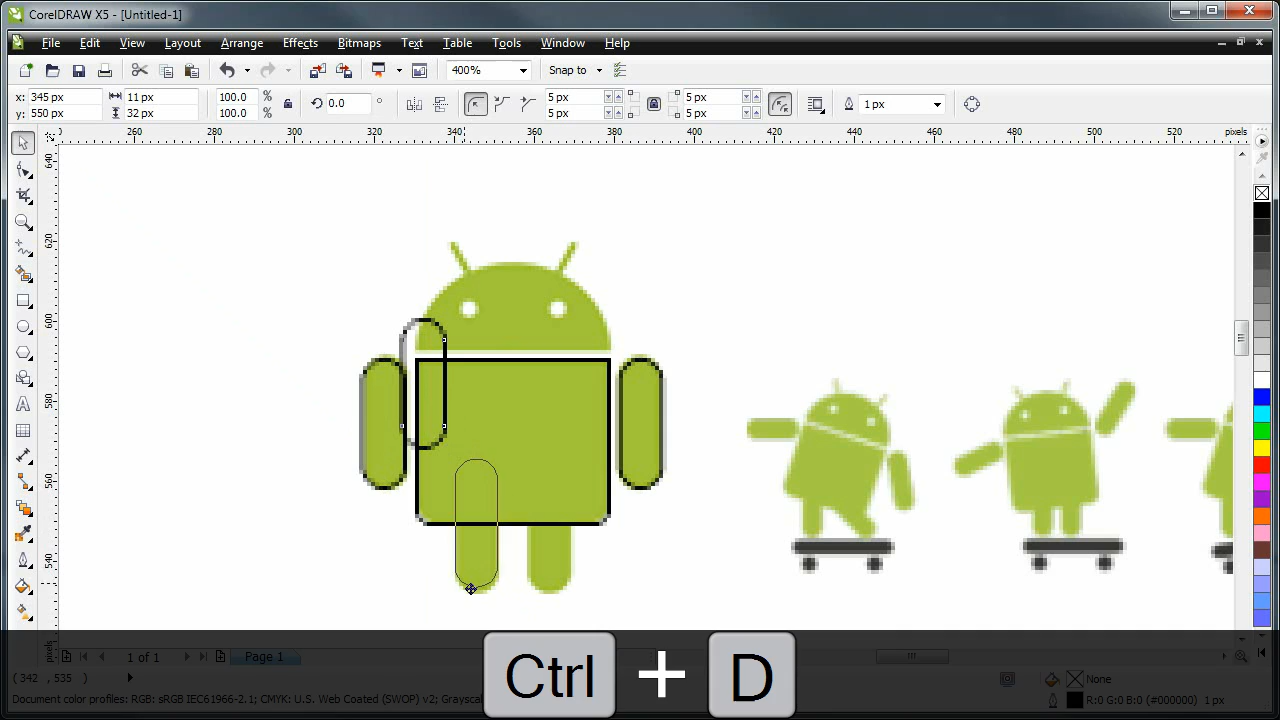 CorelDRAW X5 - [Untitled-1]
File Edit View Layout Arrange Effects Bitmaps Text Table Tools Window Help
400% Snap to
x: 345 px 11 px 100.0 % 0.0 ° 5 px 5 px 1 px
y: 550 px 32 px 100.0 % 5 px 5 px
260 280 300 320 340 360 380 400 420 440 460 480 500 520 pixels
640
620
600
580
560
540
pixels
1 of 1 Page 1
Ctrl + D
(342 , 535 ) None
Document color profiles: RGB: sRGB IEC61966-2.1; CMYK: U.S. Web Coated (SWOP) v2; Grayscal R:0 G:0 B:0 (#000000) 1 px